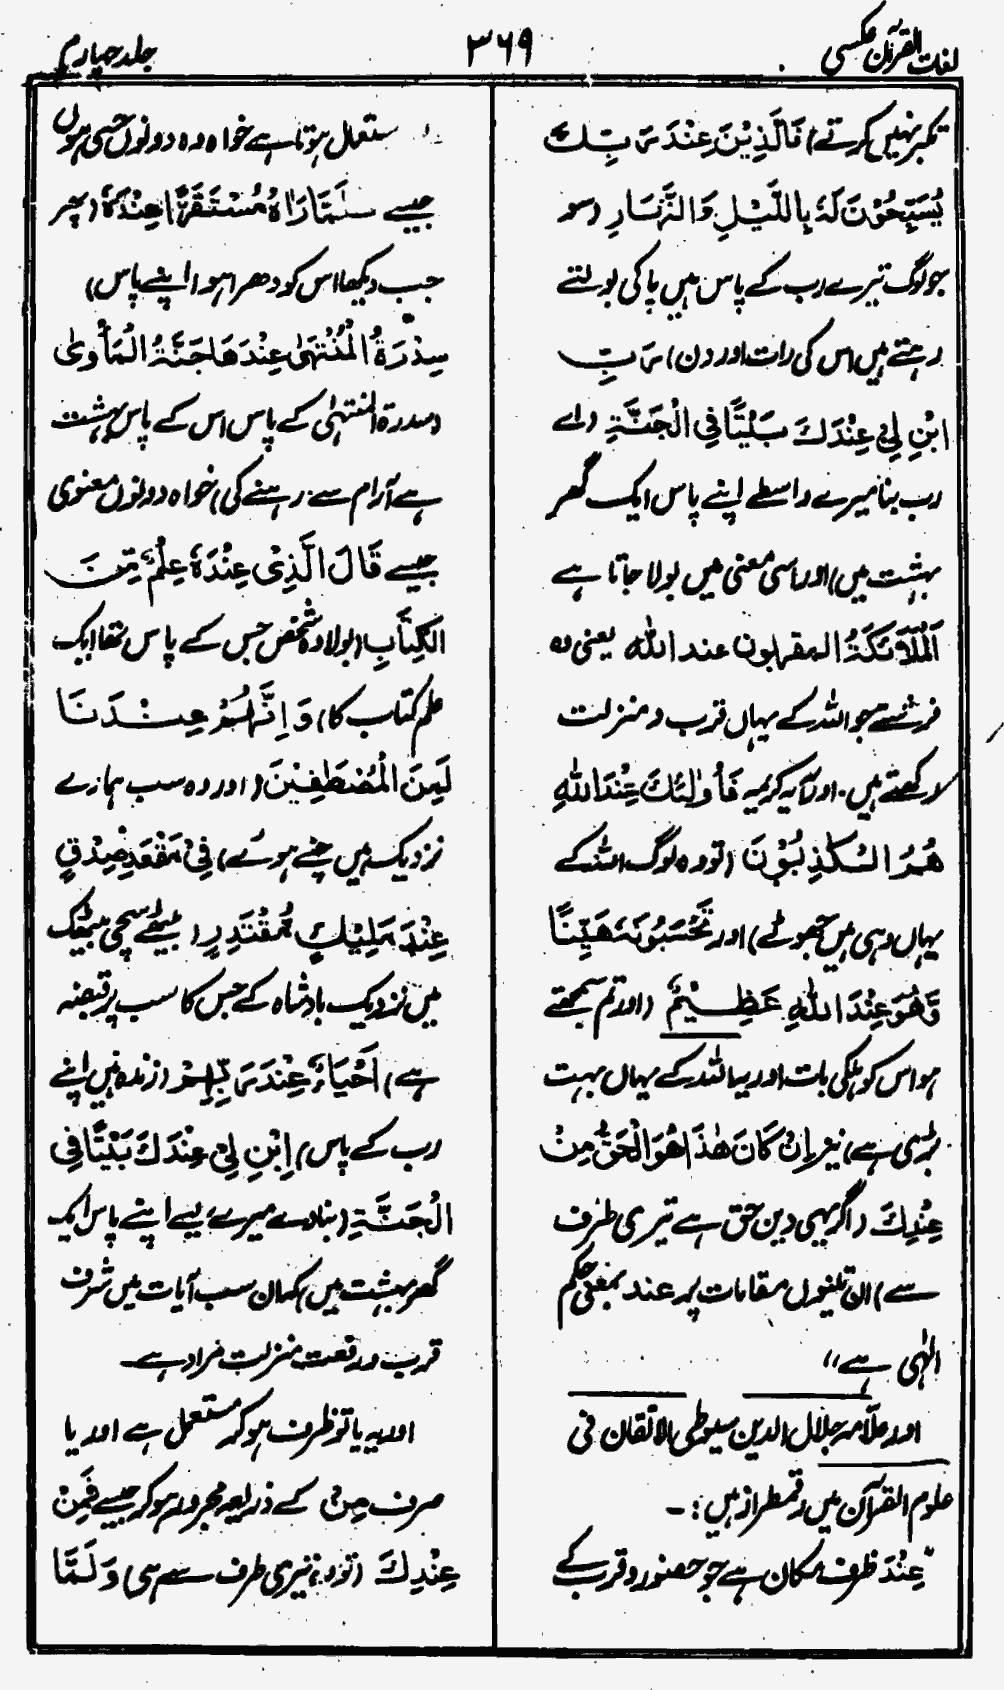 لغات القرآن عکسی
۳۶۹
جلد چہارم
تکبر نہیں کرتے) فَالَّذِیْنَ عِنْدَ رَبِّكَ
یُسَبِّحُوْنَ لَهٗ بِاللَّیْلِ وَالنَّهَارِ (سو
جو لوگ تیرے رب کے پاس ہیں پاکی بولتے
رہتے ہیں اس کی رات اور دن) رَبِّ
ابْنِ لِیْ عِنْدَكَ بَیْتًا فِی الْجَنَّةِ (اے
رب بنا میرے واسطے اپنے پاس ایک گھر
بہشت میں) اور اسی معنی میں بولا جاتا ہے
اَلْمَلَآئِکَةُ المقربون عند اللہ یعنی وہ
فرشتے جو اللہ کے یہاں قرب و منزلت
رکھتے ہیں۔ اور آیہ کریمہ فَاُولٰٓئِكَ عِنْدَ اللّٰهِ
هُمُ الْكٰذِبُوْنَ (تو وہ لوگ اللہ کے
یہاں وہی ہیں جھوٹے) اور تَحْسَبُوْنَهٗ هَیِّنًا
وَّهُوَ عِنْدَ اللّٰهِ عَظِیْمٌ (اور تم سمجھتے
ہو اس کو ہلکی بات اور یہ اللہ کے یہاں بہت
بڑی ہے) نیز اِنْ كَانَ هٰذَا هُوَ الْحَقَّ مِنْ
عِنْدِكَ (اگر یہی دین حق ہے تیری طرف
سے) ان تینوں مقامات پر عند بمعنی حکم
الٰہی ہے"
اور علّامہ جلال الدین سیوطی الاتقان فی
علوم القرآن میں رقمطراز ہیں:۔
"عِنْدَ ظرف مکان ہے جو حضور و قرب کے
ستعمل ہوتا ہے خواہ وہ دونوں حسی ہوں
جیسے فَلَمَّا رَاٰهُ مُسْتَقِرًّا عِنْدَهٗ (پھر
جب دیکھا اس کو دھرا ہوا اپنے پاس)
سِدْرَةُ الْمُنْتَهٰی عِنْدَهَا جَنَّةُ الْمَأْوٰی
(سدرۃ المنتہٰی کے پاس اس کے پاس بہشت
ہے آرام سے رہنے کی) خواہ دونوں معنوی
جیسے قَالَ الَّذِیْ عِنْدَهٗ عِلْمٌ مِّنَ
الْكِتٰبِ (بولا وہ شخص جس کے پاس تھا ایک
علم کتاب کا) وَاِنَّهُمْ عِنْدَنَا
لَمِنَ الْمُصْطَفَیْنَ (اور وہ سب ہمارے
نزدیک ہیں چنے ہوئے) فِیْ مَقْعَدِ صِدْقٍ
عِنْدَ مَلِیْكٍ مُّقْتَدِرٍ (بیٹھے سچی بیٹھک
میں نزدیک بادشاہ کے جس کا سب پر قبضہ
ہے) اَحْیَآءٌ عِنْدَ رَبِّهِمْ (زندہ ہیں اپنے
رب کے پاس) اِبْنِ لِیْ عِنْدَكَ بَیْتًا فِی
الْجَنَّةِ (بنا دے میرے لیے اپنے پاس ایک
گھر بہشت میں) کہ ان سب آیات میں شرف
قرب و رفعت منزلت مراد ہے۔
اور یہ یا تو ظرف ہو کر مستعمل ہے اور یا
صرف مِنْ کے ذریعہ مجرور ہو کر جیسے فَمِنْ
عِنْدِكَ (تو وہ تیری طرف سے ہی) وَلَمَّا